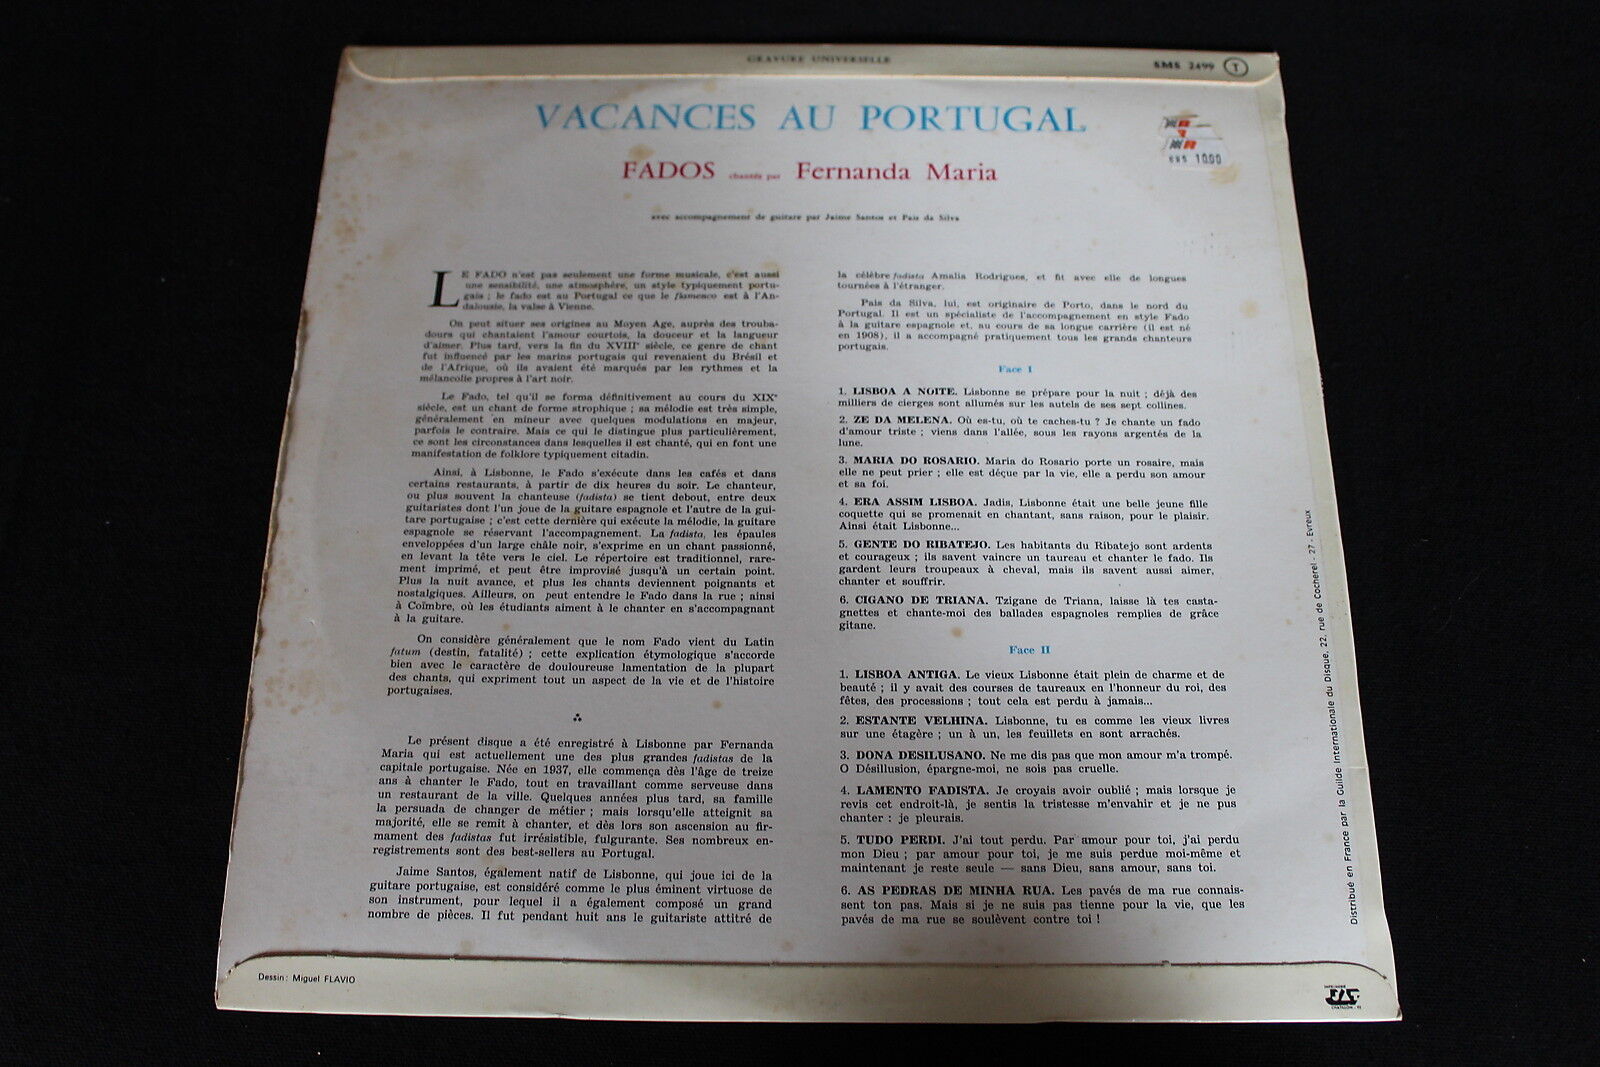 GRAVURE UNIVERSELLE
SMS 2499 T
VACANCES AU PORTUGAL
FADOS chantés par Fernanda Maria
avec accompagnement de guitare par Jaime Santos et Pais da Silva
LE FADO n'est pas seulement une forme musicale, c'est aussi
une sensibilité, une atmosphère, un style typiquement portu-
gais ; le fado est au Portugal ce que le flamenco est à l'An-
dalousie, la valse à Vienne.
On peut situer ses origines au Moyen Age, auprès des trouba-
dours qui chantaient l'amour courtois, la douceur et la langueur
d'aimer. Plus tard, vers la fin du XVIIIe siècle, ce genre de chant
fut influencé par les marins portugais qui revenaient du Brésil et
de l'Afrique, où ils avaient été marqués par les rythmes et la
mélancolie propres à l'art noir.
Le Fado, tel qu'il se forma définitivement au cours du XIXe
siècle, est un chant de forme strophique ; sa mélodie est très simple,
généralement en mineur avec quelques modulations en majeur,
parfois le contraire. Mais ce qui le distingue plus particulièrement,
ce sont les circonstances dans lesquelles il est chanté, qui en font une
manifestation de folklore typiquement citadin.
Ainsi, à Lisbonne, le Fado s'exécute dans les cafés et dans
certains restaurants, à partir de dix heures du soir. Le chanteur,
ou plus souvent la chanteuse (fadista) se tient debout, entre deux
guitaristes dont l'un joue de la guitare espagnole et l'autre de la gui-
tare portugaise ; c'est cette dernière qui exécute la mélodie, la guitare
espagnole se réservant l'accompagnement. La fadista, les épaules
enveloppées d'un large châle noir, s'exprime en un chant passionné,
en levant la tête vers le ciel. Le répertoire est traditionnel, rare-
ment imprimé, et peut être improvisé jusqu'à un certain point.
Plus la nuit avance, et plus les chants deviennent poignants et
nostalgiques. Ailleurs, on peut entendre le Fado dans la rue ; ainsi
à Coïmbre, où les étudiants aiment à le chanter en s'accompagnant
à la guitare.
On considère généralement que le nom Fado vient du Latin
fatum (destin, fatalité) ; cette explication étymologique s'accorde
bien avec le caractère de douloureuse lamentation de la plupart
des chants, qui expriment tout un aspect de la vie et de l'histoire
portugaises.
Le présent disque a été enregistré à Lisbonne par Fernanda
Maria qui est actuellement une des plus grandes fadistas de la
capitale portugaise. Née en 1937, elle commença dès l'âge de treize
ans à chanter le Fado, tout en travaillant comme serveuse dans
un restaurant de la ville. Quelques années plus tard, sa famille
la persuada de changer de métier ; mais lorsqu'elle atteignit sa
majorité, elle se remit à chanter, et dès lors son ascension au fir-
mament des fadistas fut irrésistible, fulgurante. Ses nombreux en-
registrements sont des best-sellers au Portugal.
Jaime Santos, également natif de Lisbonne, qui joue ici de la
guitare portugaise, est considéré comme le plus éminent virtuose de
son instrument, pour lequel il a également composé un grand
nombre de pièces. Il fut pendant huit ans le guitariste attitré de
la célèbre fadista Amalia Rodrigues, et fit avec elle de longues
tournées à l'étranger.
Pais da Silva, lui, est originaire de Porto, dans le nord du
Portugal. Il est un spécialiste de l'accompagnement en style Fado
à la guitare espagnole et, au cours de sa longue carrière (il est né
en 1908), il a accompagné pratiquement tous les grands chanteurs
portugais.
Face I
1. LISBOA A NOITE. Lisbonne se prépare pour la nuit ; déjà des
milliers de cierges sont allumés sur les autels de ses sept collines.
2. ZE DA MELENA. Où es-tu, où te caches-tu ? Je chante un fado
d'amour triste ; viens dans l'allée, sous les rayons argentés de la
lune.
3. MARIA DO ROSARIO. Maria do Rosario porte un rosaire, mais
elle ne peut prier ; elle est déçue par la vie, elle a perdu son amour
et sa foi.
4. ERA ASSIM LISBOA. Jadis, Lisbonne était une belle jeune fille
coquette qui se promenait en chantant, sans raison, pour le plaisir.
Ainsi était Lisbonne...
5. GENTE DO RIBATEJO. Les habitants du Ribatejo sont ardents
et courageux ; ils savent vaincre un taureau et chanter le fado. Ils
gardent leurs troupeaux à cheval, mais ils savent aussi aimer,
chanter et souffrir.
6. CIGANO DE TRIANA. Tzigane de Triana, laisse là tes casta-
gnettes et chante-moi des ballades espagnoles remplies de grâce
gitane.
Face II
1. LISBOA ANTIGA. Le vieux Lisbonne était plein de charme et de
beauté ; il y avait des courses de taureaux en l'honneur du roi, des
fêtes, des processions ; tout cela est perdu à jamais...
2. ESTANTE VELHINA. Lisbonne, tu es comme les vieux livres
sur une étagère ; un à un, les feuillets en sont arrachés.
3. DONA DESILUSANO. Ne me dis pas que mon amour m'a trompé.
O Désillusion, épargne-moi, ne sois pas cruelle.
4. LAMENTO FADISTA. Je croyais avoir oublié ; mais lorsque je
revis cet endroit-là, je sentis la tristesse m'envahir et je ne pus
chanter : je pleurais.
5. TUDO PERDI. J'ai tout perdu. Par amour pour toi, j'ai perdu
mon Dieu ; par amour pour toi, je me suis perdue moi-même et
maintenant je reste seule — sans Dieu, sans amour, sans toi.
6. AS PEDRAS DE MINHA RUA. Les pavés de ma rue connais-
sent ton pas. Mais si je ne suis pas tienne pour la vie, que les
pavés de ma rue se soulèvent contre toi !
Distribué en France par la Guilde Internationale du Disque, 22, rue de Cocherel - 27 - Evreux
Dessin : Miguel FLAVIO